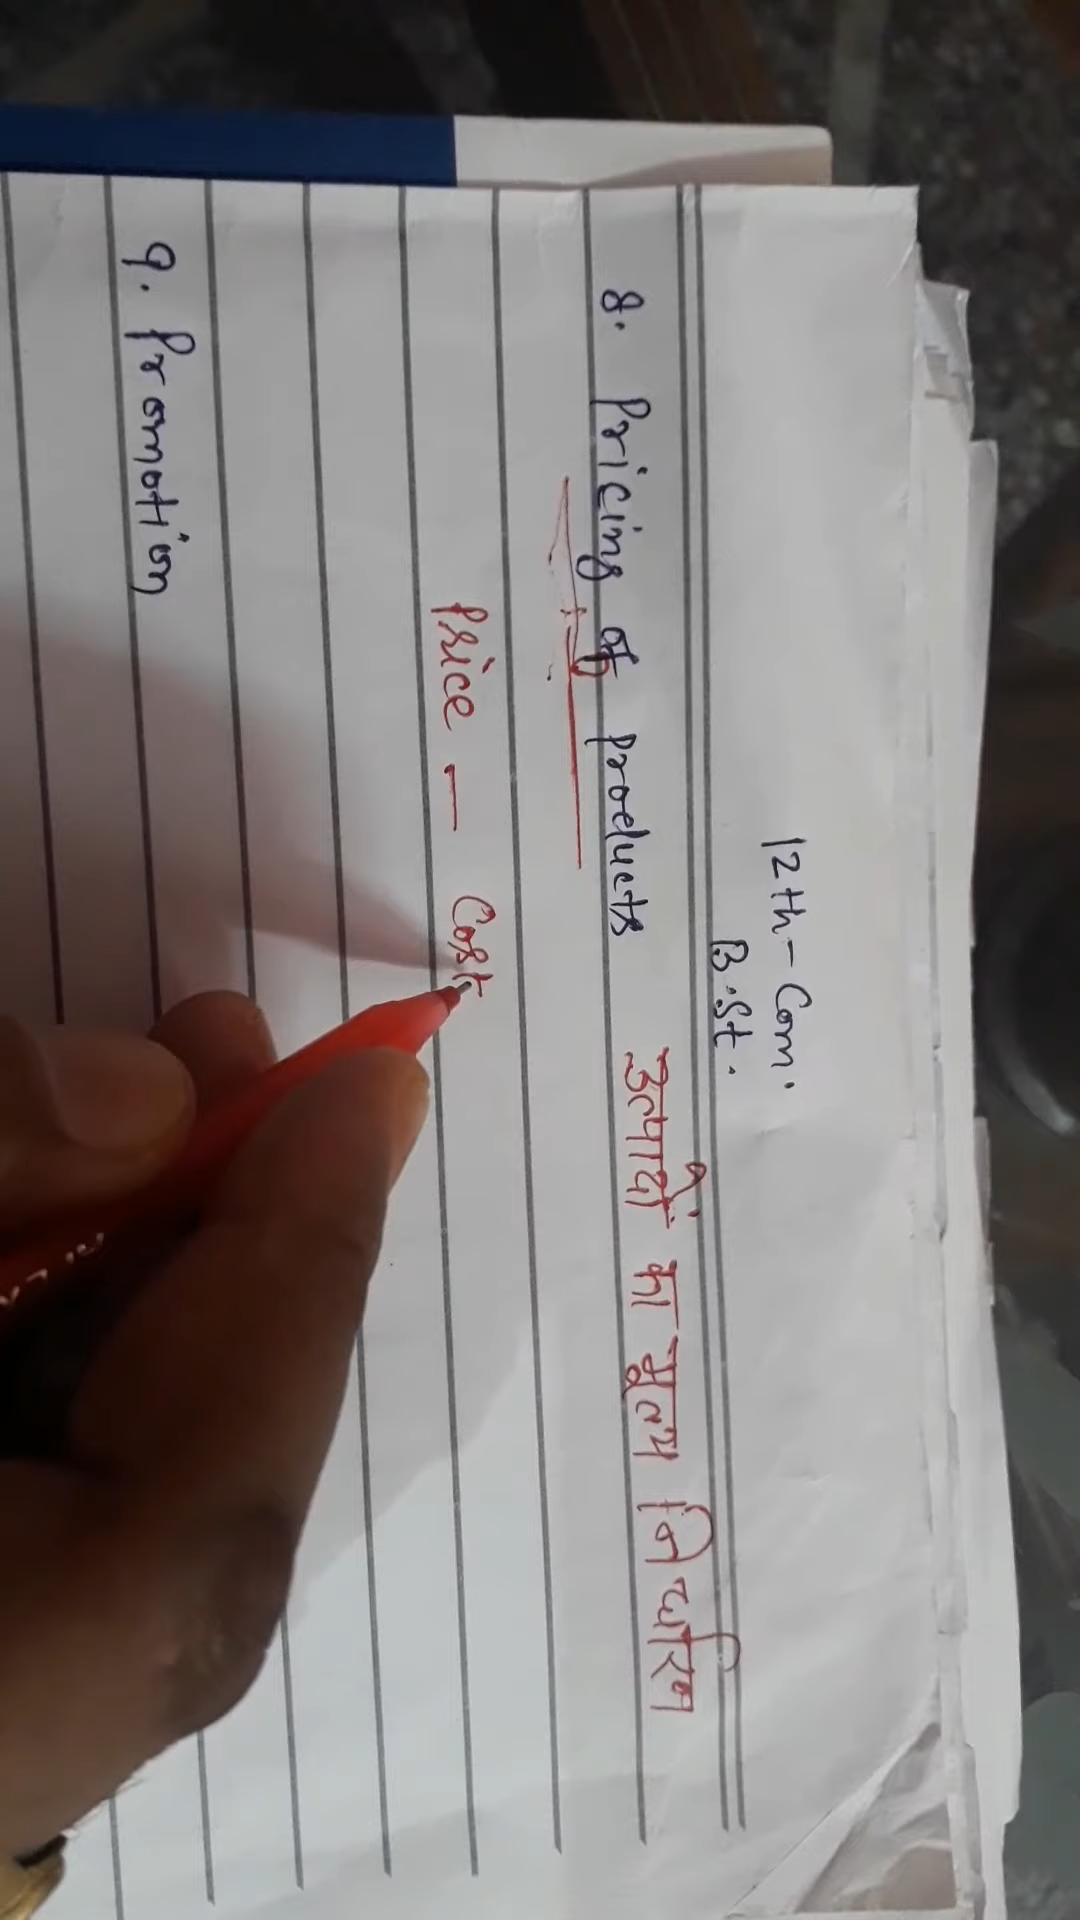 12th - Com.
B.St.
8. Pricing of products उत्पादों का मूल्य निर्धारण
Price - Cost
9. Promotion